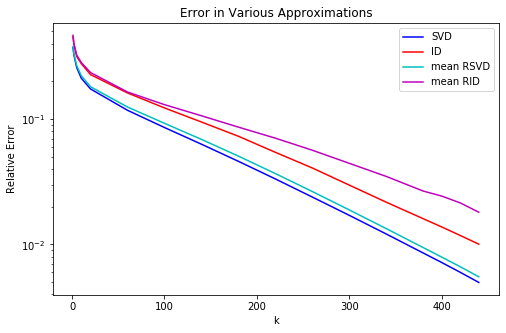 Error in Various Approximations
SVD
ID
mean RSVD
mean RID
Relative Error
10⁻¹
10⁻²
0
100
200
300
400
k